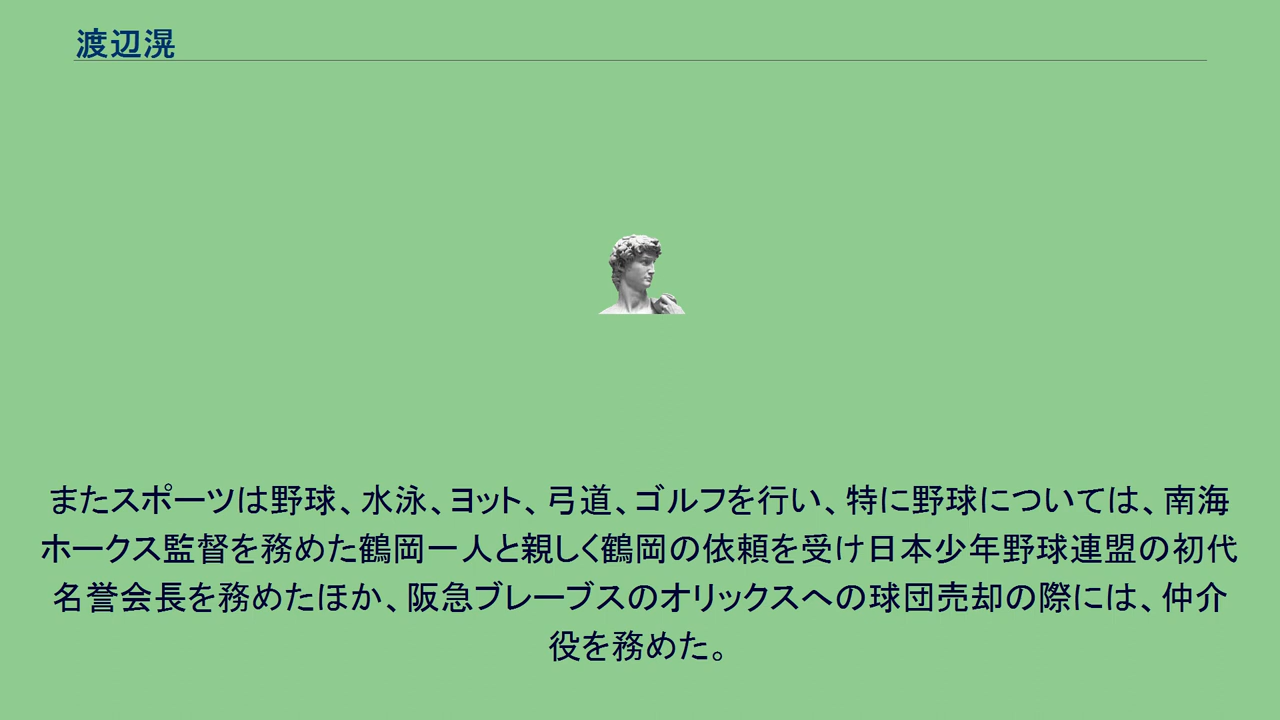 渡辺滉
またスポーツは野球、水泳、ヨット、弓道、ゴルフを行い、特に野球については、南海
ホークス監督を務めた鶴岡一人と親しく鶴岡の依頼を受け日本少年野球連盟の初代
名誉会長を務めたほか、阪急ブレーブスのオリックスへの球団売却の際には、仲介
役を務めた。